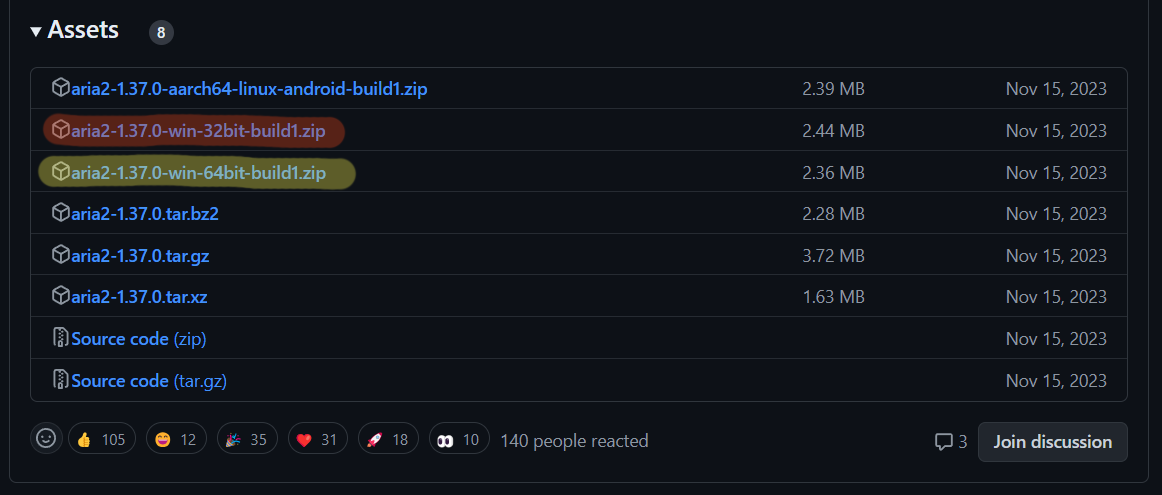 Assets 8
aria2-1.37.0-aarch64-linux-android-build1.zip 2.39 MB Nov 15, 2023
aria2-1.37.0-win-32bit-build1.zip 2.44 MB Nov 15, 2023
aria2-1.37.0-win-64bit-build1.zip 2.36 MB Nov 15, 2023
aria2-1.37.0.tar.bz2 2.28 MB Nov 15, 2023
aria2-1.37.0.tar.gz 3.72 MB Nov 15, 2023
aria2-1.37.0.tar.xz 1.63 MB Nov 15, 2023
Source code (zip) Nov 15, 2023
Source code (tar.gz) Nov 15, 2023
105 12 35 31 18 10 140 people reacted 3 Join discussion